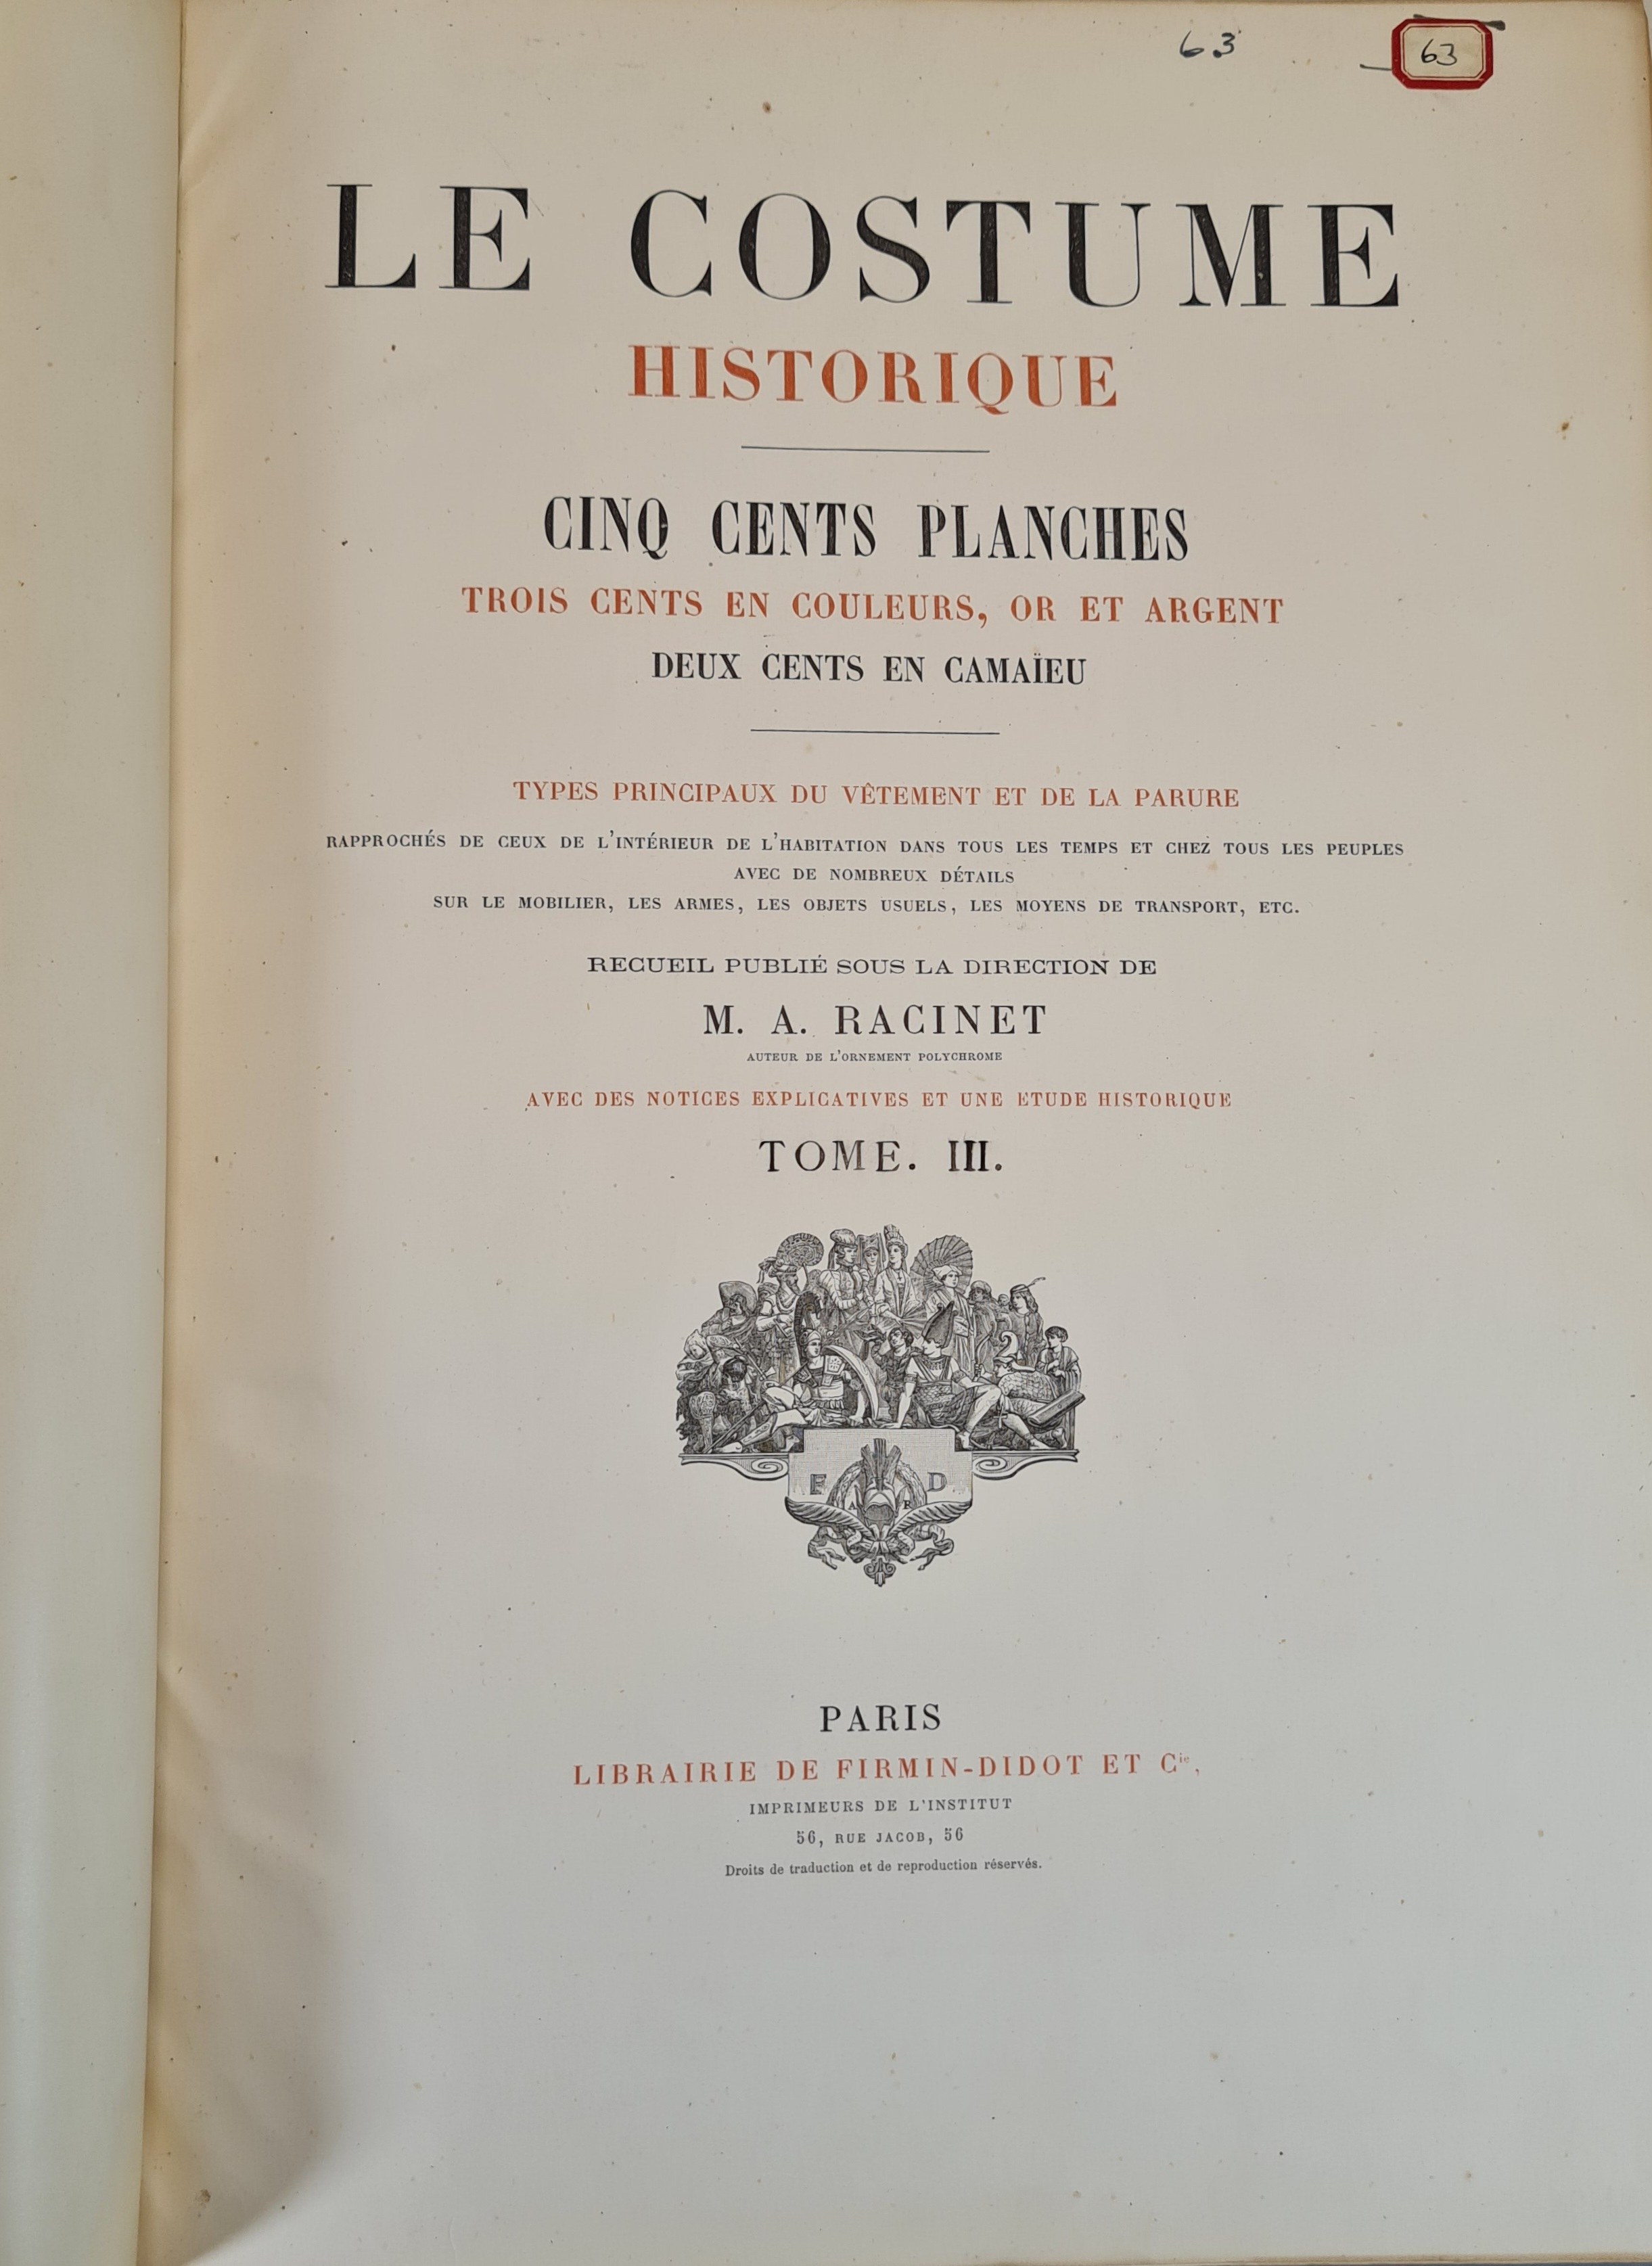 63
63
LE COSTUME
HISTORIQUE
CINQ CENTS PLANCHES
TROIS CENTS EN COULEURS, OR ET ARGENT
DEUX CENTS EN CAMAÏEU
TYPES PRINCIPAUX DU VÊTEMENT ET DE LA PARURE
RAPPROCHÉS DE CEUX DE L'INTÉRIEUR DE L'HABITATION DANS TOUS LES TEMPS ET CHEZ TOUS LES PEUPLES
AVEC DE NOMBREUX DÉTAILS
SUR LE MOBILIER, LES ARMES, LES OBJETS USUELS, LES MOYENS DE TRANSPORT, ETC.
RECUEIL PUBLIÉ SOUS LA DIRECTION DE
M. A. RACINET
AUTEUR DE L'ORNEMENT POLYCHROME
AVEC DES NOTICES EXPLICATIVES ET UNE ETUDE HISTORIQUE
TOME. III.
F D
A R
PARIS
LIBRAIRIE DE FIRMIN-DIDOT ET Cie,
IMPRIMEURS DE L'INSTITUT
56, RUE JACOB, 56
Droits de traduction et de reproduction réservés.